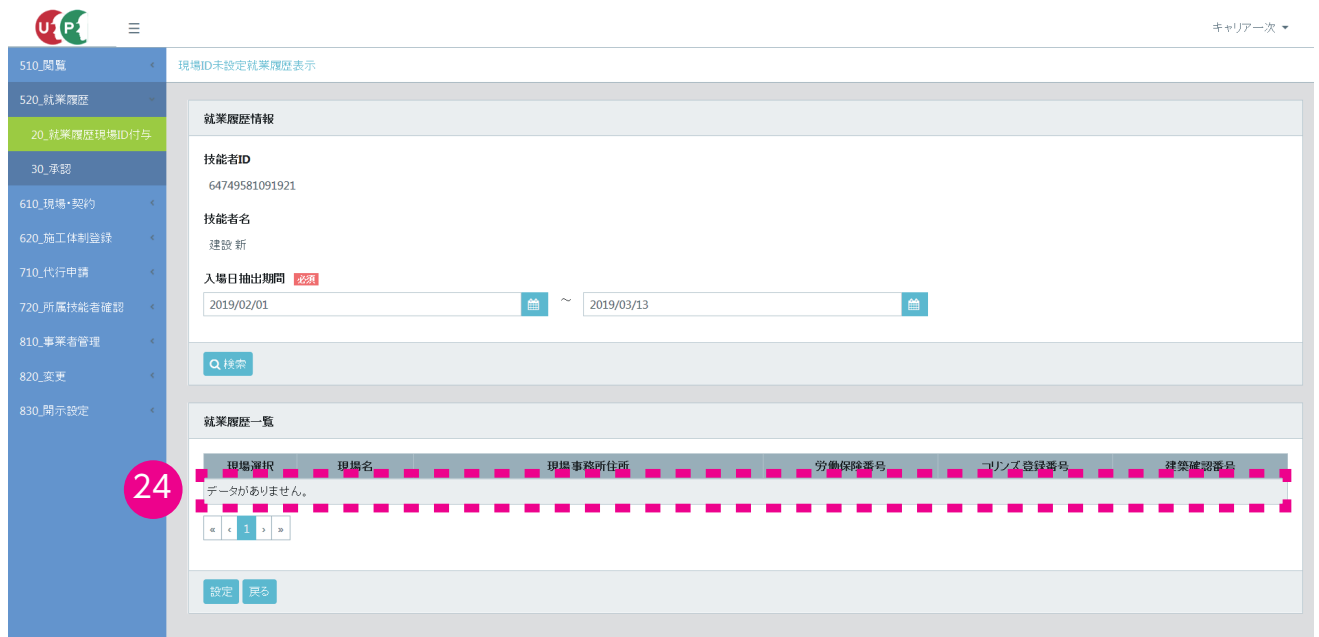 UP
キャリア一次
510_閲覧
520_就業履歴
20_就業履歴現場ID付与
30_承認
610_現場・契約
620_施工体制登録
710_代行申請
720_所属技能者確認
810_事業者管理
820_変更
830_開示設定
現場ID未設定就業履歴表示
就業履歴情報
技能者ID
64749581091921
技能者名
建設 新
入場日抽出期間 必須
2019/02/01 ～ 2019/03/13
検索
就業履歴一覧
現場選択 現場名 現場事務所住所 労働保険番号 コリンズ登録番号 建築確認番号
24
データがありません。
« ‹ 1 › »
設定 戻る